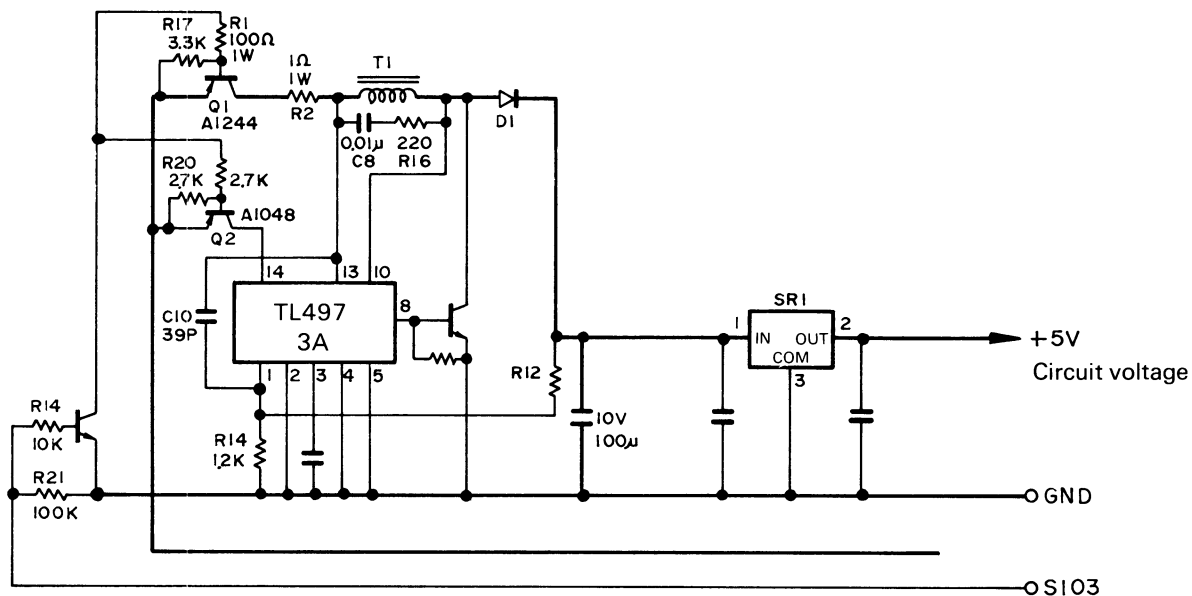 R17
3.3K
R1
100Ω
1W
1Ω
1W
R2
T1
Q1
A1244
D1
0.01μ
C8
220
R16
R20
27K
2.7K
A1048
Q2
14
13
10
C10
39P
TL497
3A
8
1
2
3
4
5
R12
SR1
1
IN
OUT
2
COM
3
+5V
Circuit voltage
10V
100μ
R14
10K
R14
1.2K
R21
100K
GND
S103